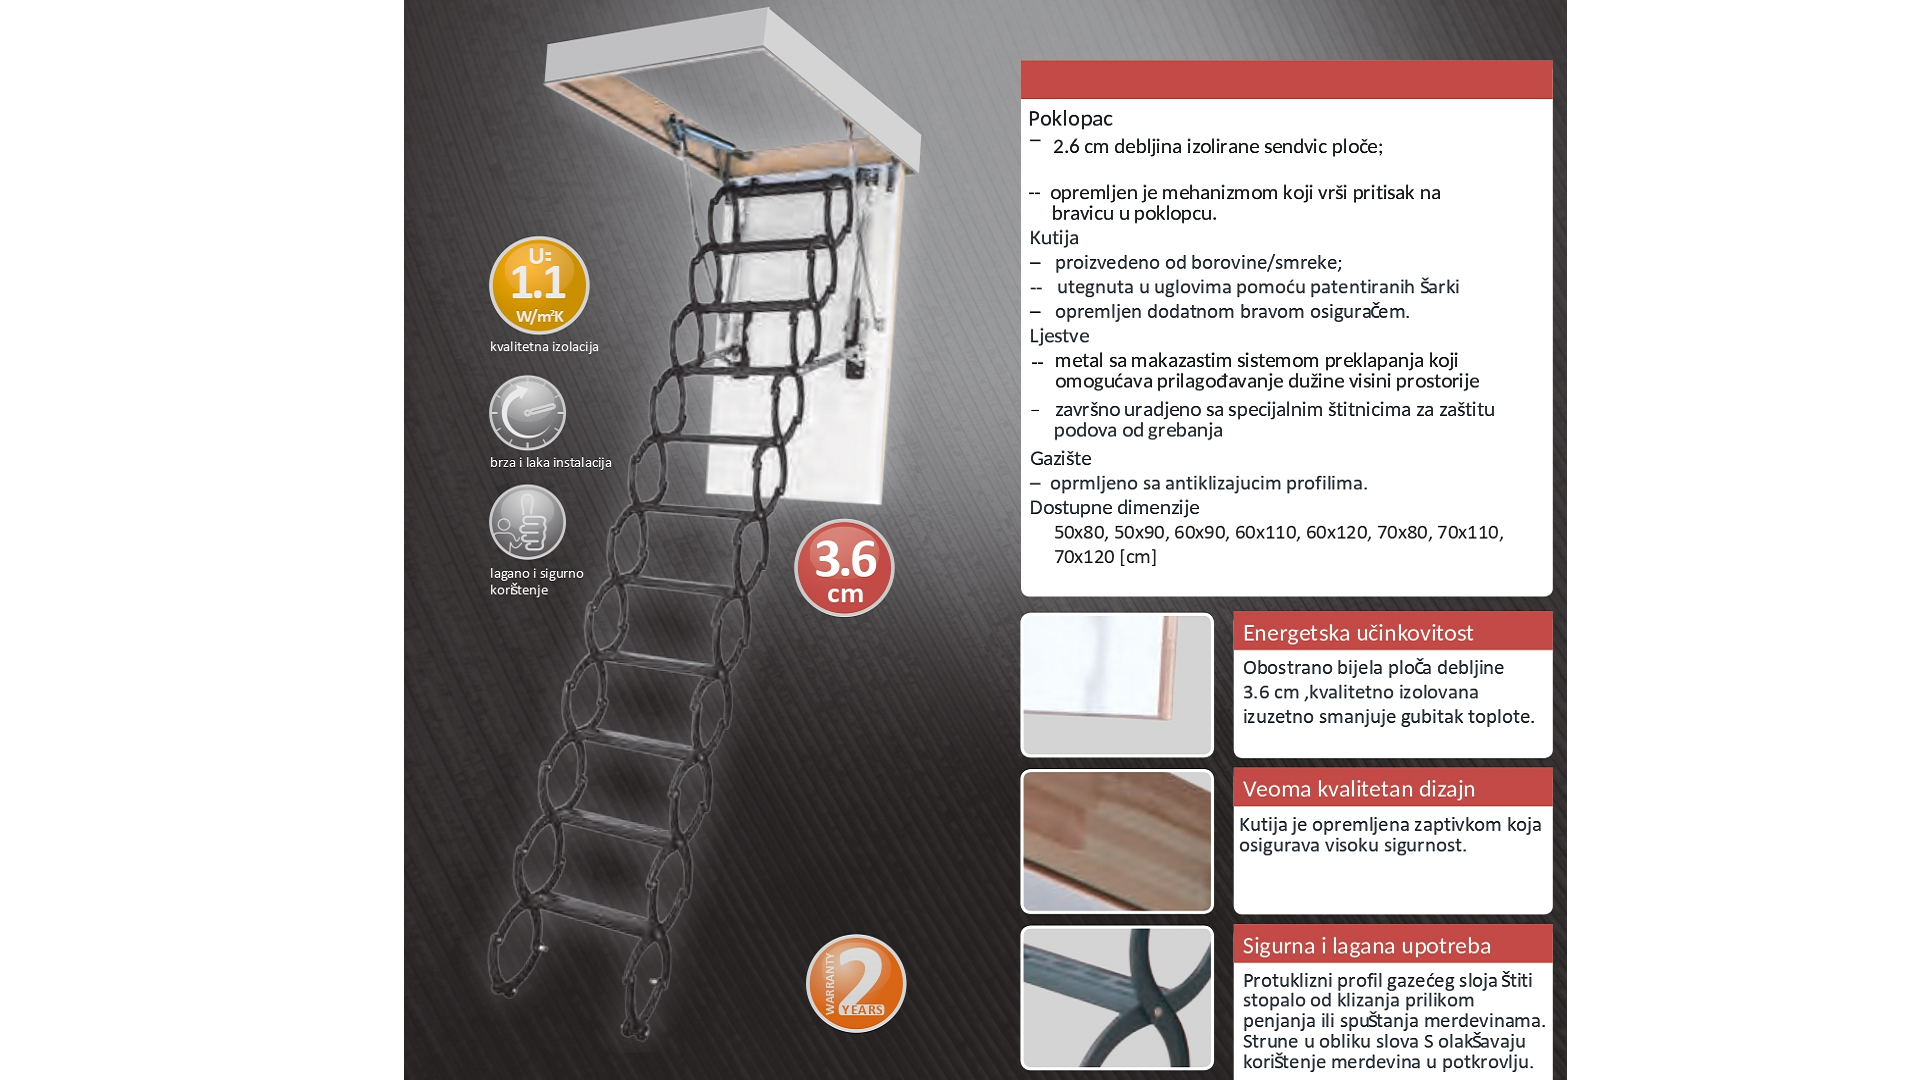 U=
1.1
W/m²K
kvalitetna izolacija
brza i laka instalacija
lagano i sigurno
korištenje
3.6
cm
WARRANTY
2
YEARS
Poklopac
– 2.6 cm debljina izolirane sendvic ploče;
-- opremljen je mehanizmom koji vrši pritisak na
bravicu u poklopcu.
Kutija
– proizvedeno od borovine/smreke;
-- utegnuta u uglovima pomoću patentiranih Šarki
– opremljen dodatnom bravom osiguračem.
Ljestve
-- metal sa makazastim sistemom preklapanja koji
omogućava prilagođavanje dužine visini prostorije
– završno uradjeno sa specijalnim štitnicima za zaštitu
podova od grebanja
Gazište
– oprmljeno sa antiklizajucim profilima.
Dostupne dimenzije
50x80, 50x90, 60x90, 60x110, 60x120, 70x80, 70x110,
70x120 [cm]
Energetska učinkovitost
Obostrano bijela ploča debljine
3.6 cm ,kvalitetno izolovana
izuzetno smanjuje gubitak toplote.
Veoma kvalitetan dizajn
Kutija je opremljena zaptivkom koja
osigurava visoku sigurnost.
Sigurna i lagana upotreba
Protuklizni profil gazećeg sloja Štiti
stopalo od klizanja prilikom
penjanja ili spuŠtanja merdevinama.
Strune u obliku slova S olakŠavaju
koriŠtenje merdevina u potkrovlju.